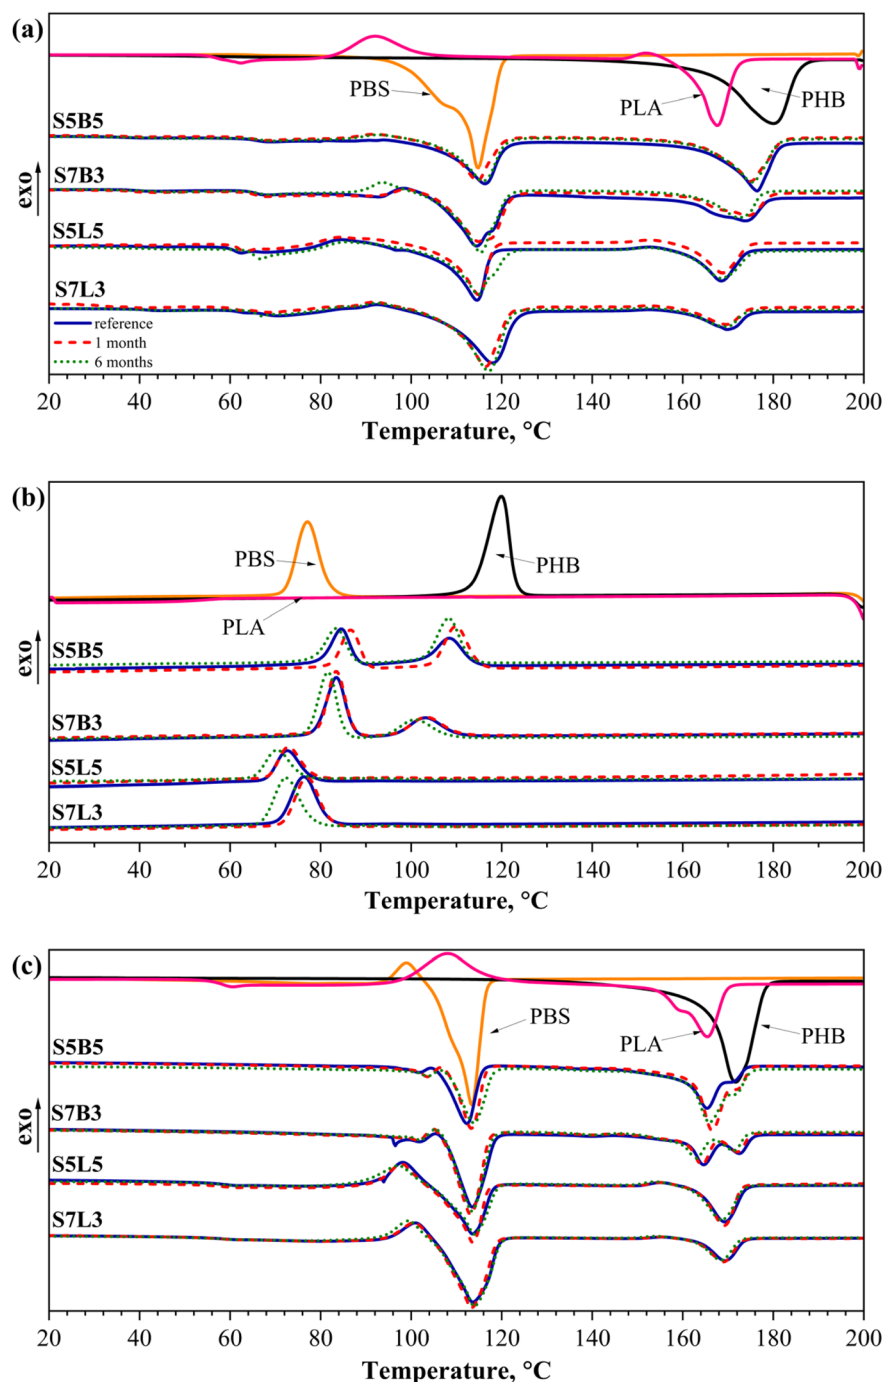 (a)
PBS
PLA
PHB
S5B5
S7B3
S5L5
S7L3
exo
reference
1 month
6 months
20 40 60 80 100 120 140 160 180 200
Temperature, °C
(b)
PBS
PHB
PLA
S5B5
S7B3
S5L5
S7L3
exo
20 40 60 80 100 120 140 160 180 200
Temperature, °C
(c)
PBS
PLA
PHB
S5B5
S7B3
S5L5
S7L3
exo
20 40 60 80 100 120 140 160 180 200
Temperature, °C